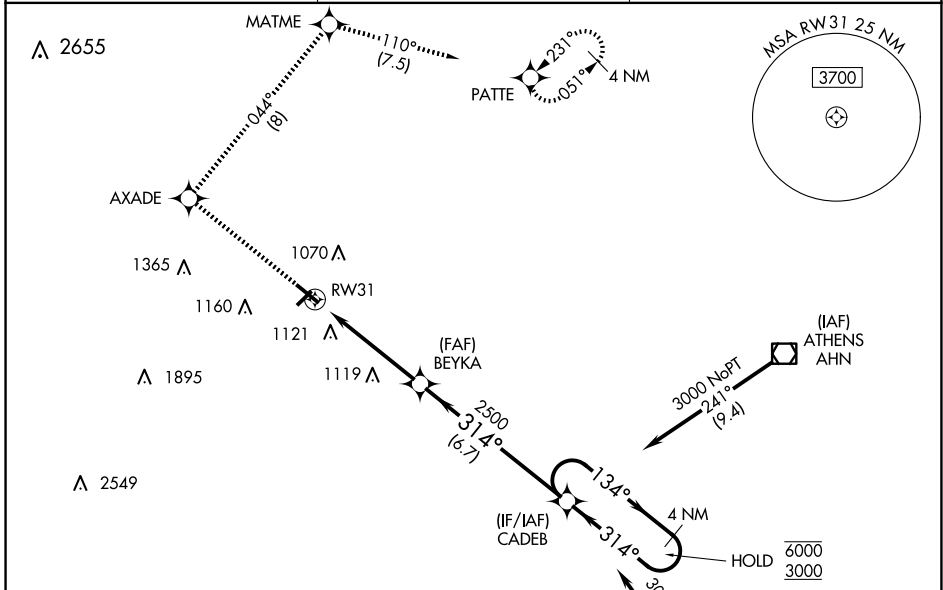 MATME
2655
110°
(7.5)
231°
051°
4 NM
PATTE
MSA RW31 25 NM
3700
044°
(8)
AXADE
1070
1365
RW31
1160
1121
(FAF)
BEYKA
1119
1895
(IAF)
ATHENS
AHN
3000 NoPT
241°
(9.4)
2500
314°
(6.7)
2549
134°
4 NM
(IF/IAF)
CADEB
314°
HOLD
6000
3000